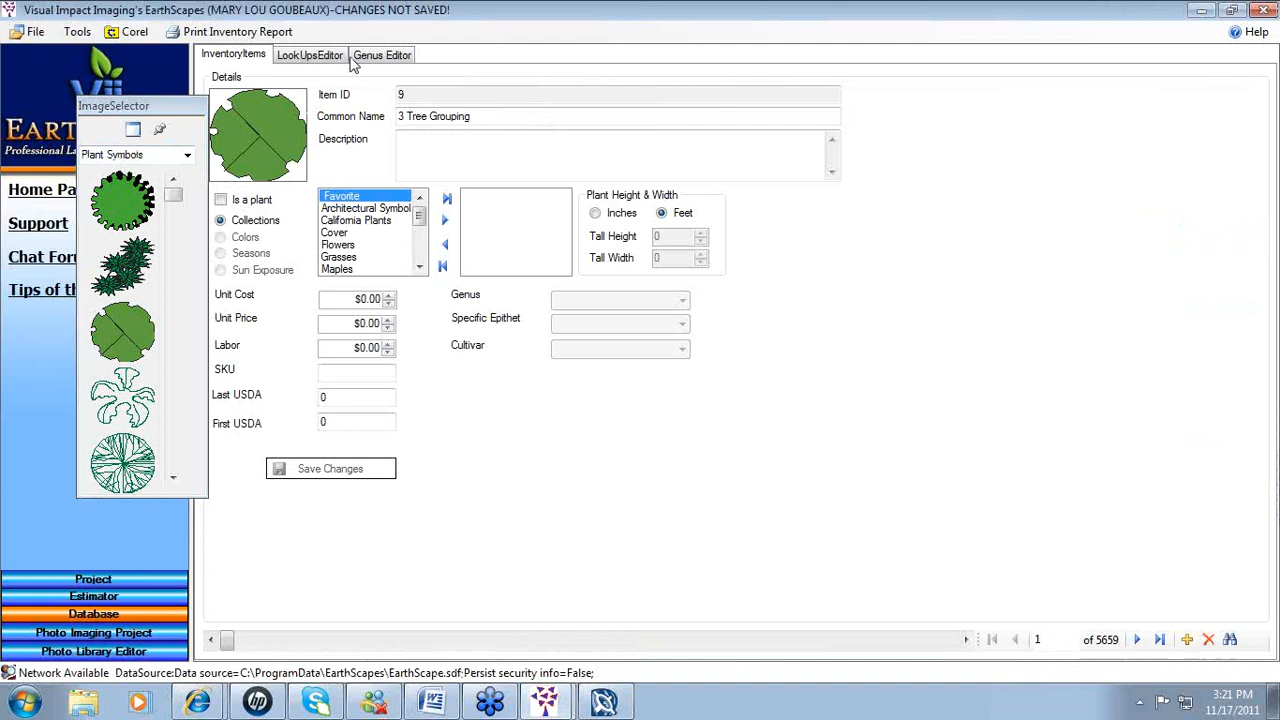 Visual Impact Imaging's EarthScapes (MARY LOU GOUBEAUX)-CHANGES NOT SAVED!
File Tools Corel Print Inventory Report Help
InventoryItems LookUpsEditor Genus Editor
Details
Item ID 9
Common Name 3 Tree Grouping
Description
ImageSelector
Plant Symbols
Home Pa
Support
Chat For
Tips of th
Is a plant
Collections
Colors
Seasons
Sun Exposure
Favorite
Architectural Symbol
California Plants
Cover
Flowers
Grasses
Maples
Plant Height & Width
Inches Feet
Tall Height 0
Tall Width 0
Unit Cost $0.00
Unit Price $0.00
Labor $0.00
SKU
Last USDA 0
First USDA 0
Genus
Specific Epithet
Cultivar
Save Changes
Project
Estimator
Database
Photo Imaging Project
Photo Library Editor
1 of 5659
Network Available DataSource:Data source=C:\ProgramData\EarthScapes\EarthScape.sdf;Persist security info=False;
3:21 PM
11/17/2011